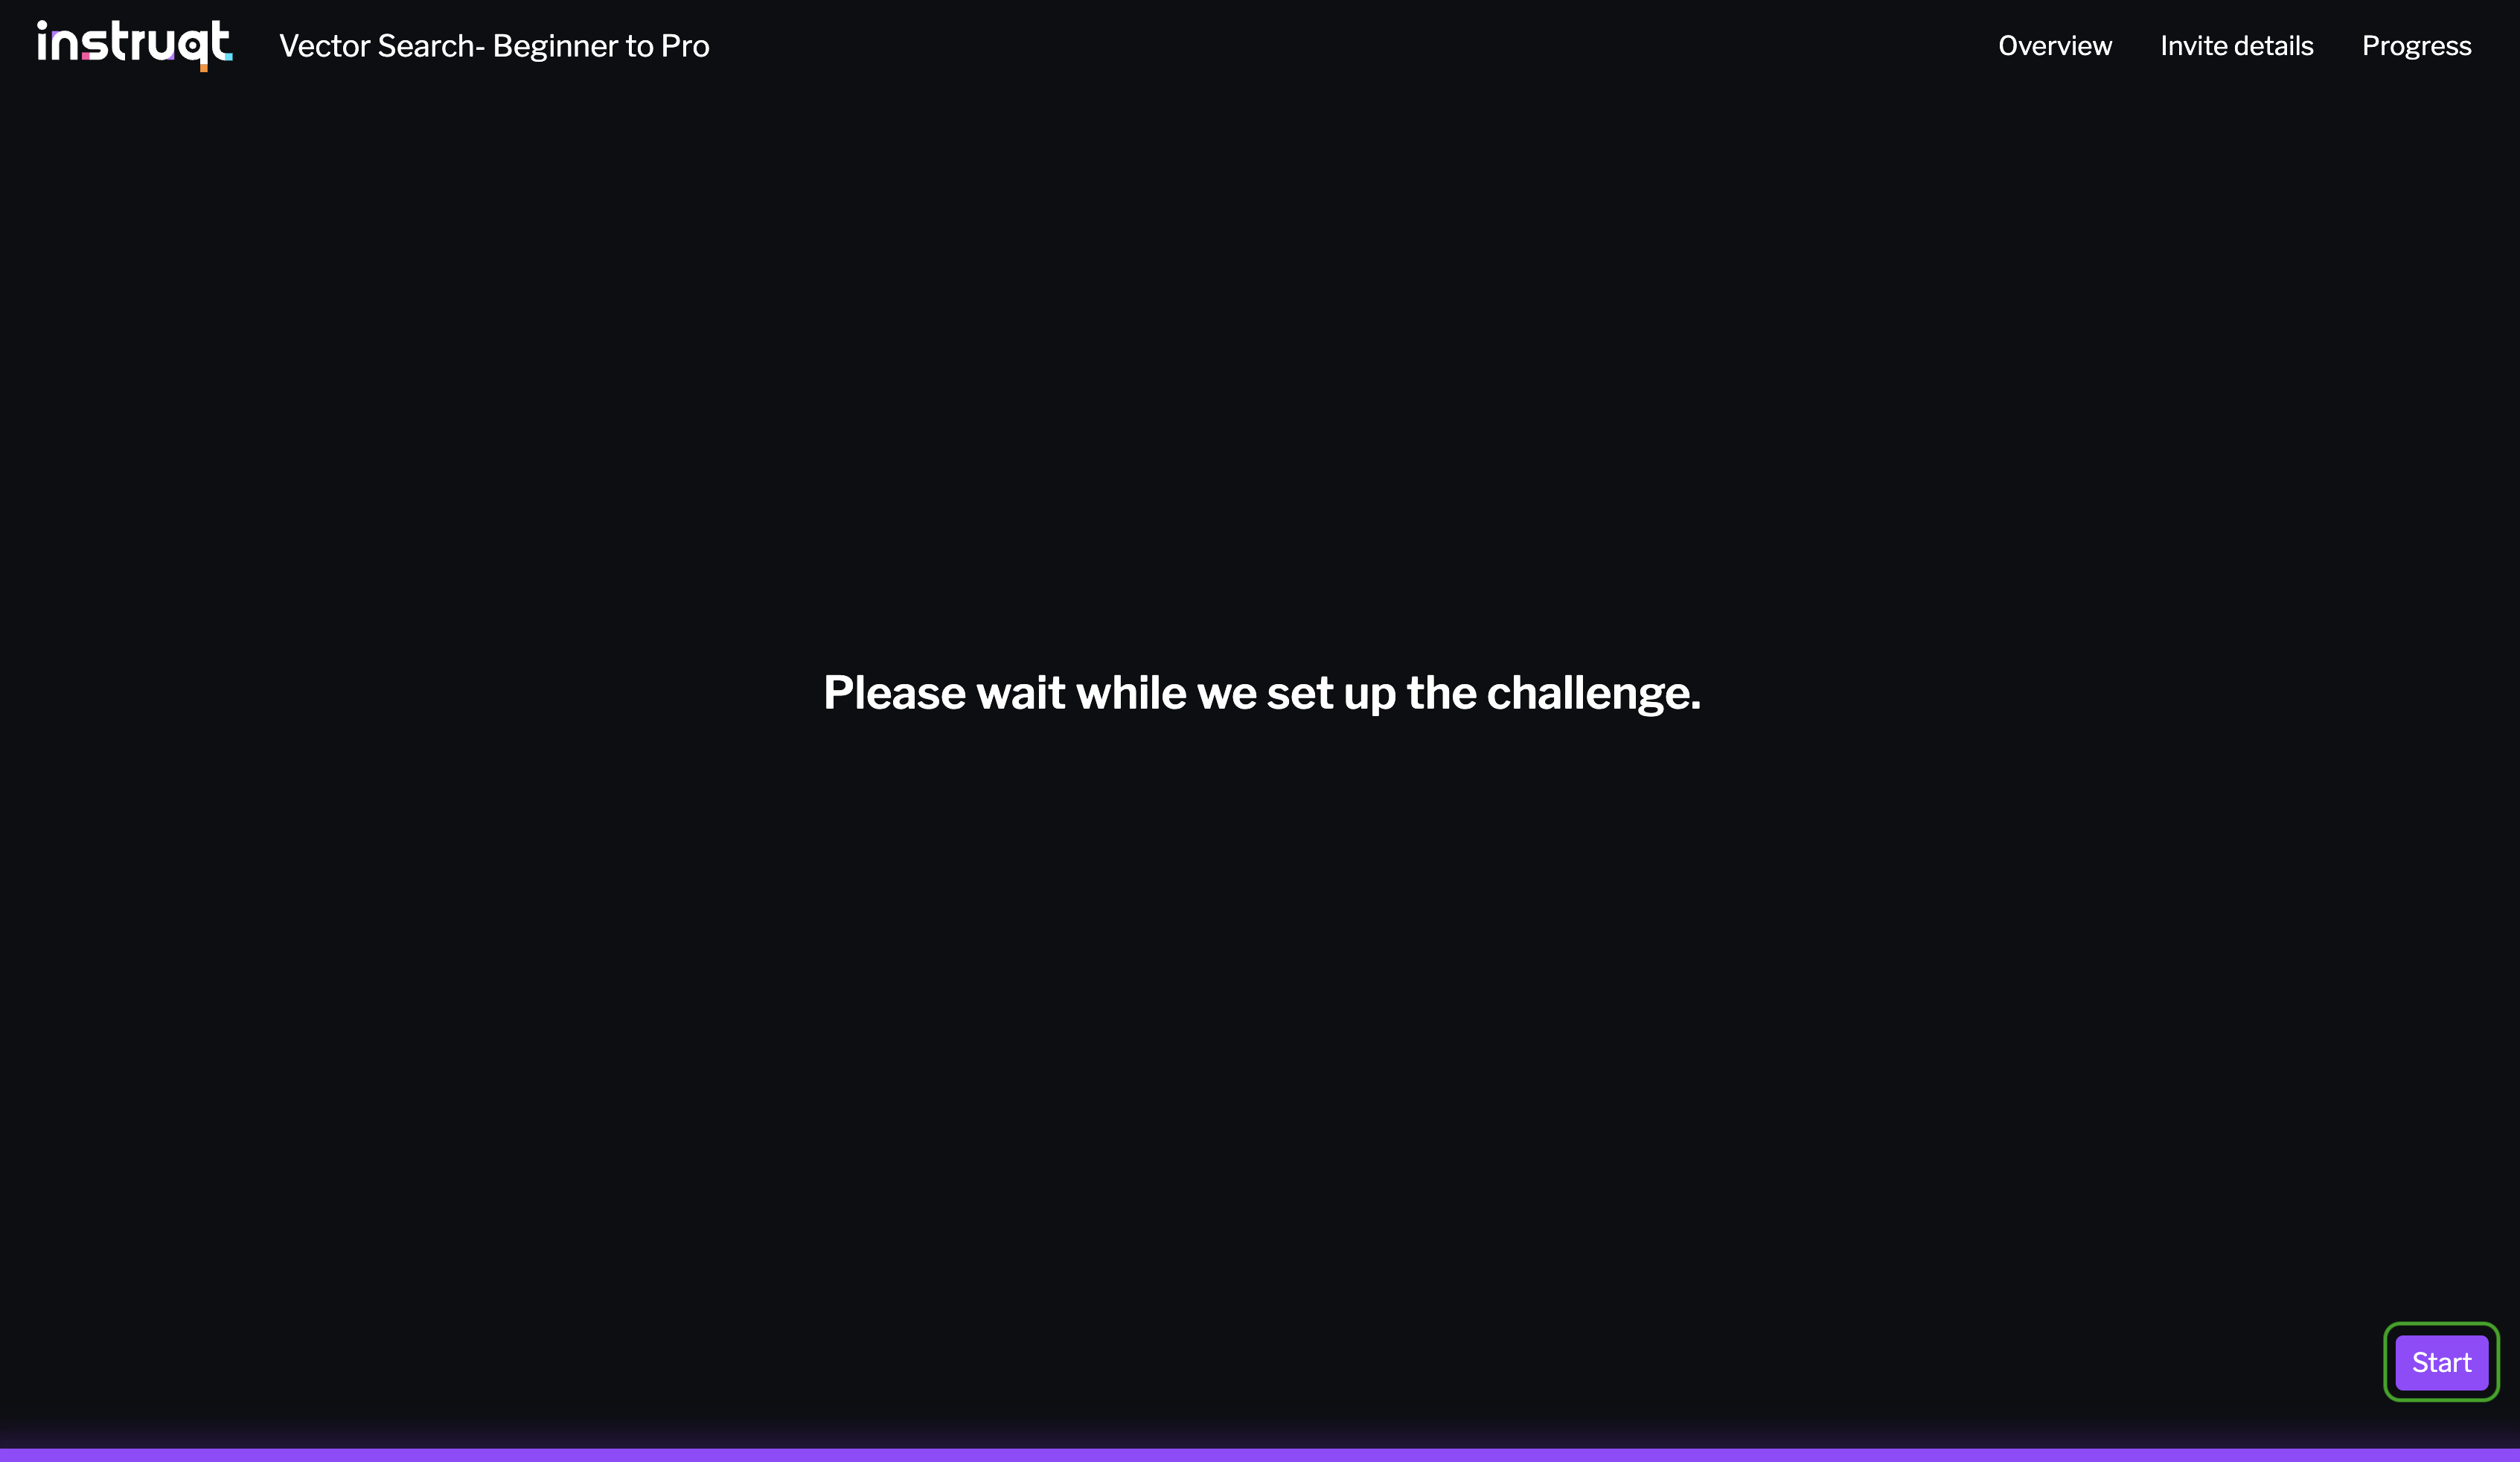 instruqt
Vector Search- Beginner to Pro
Overview
Invite details
Progress
Please wait while we set up the challenge.
Start